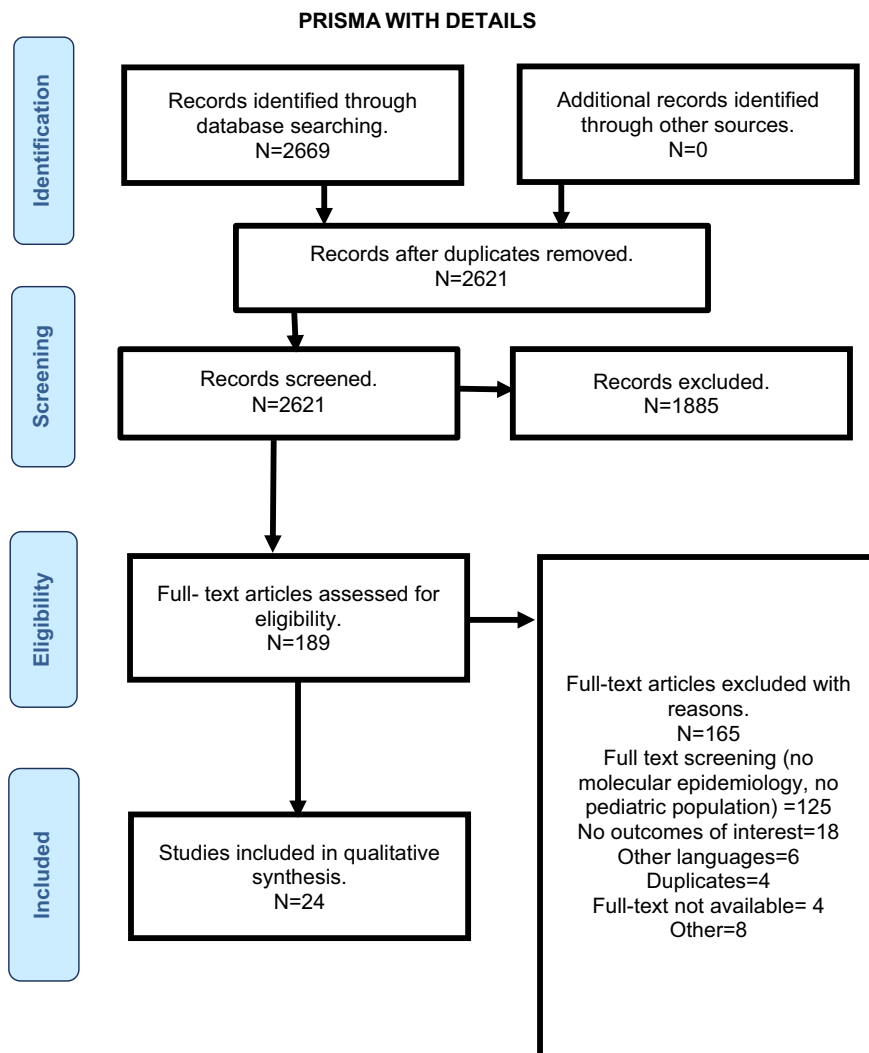 PRISMA WITH DETAILS
Identification
Records identified through
database searching.
N=2669
Additional records identified
through other sources.
N=0
Records after duplicates removed.
N=2621
Screening
Records screened.
N=2621
Records excluded.
N=1885
Eligibility
Full- text articles assessed for
eligibility.
N=189
Full-text articles excluded with
reasons.
N=165
Full text screening (no
molecular epidemiology, no
pediatric population) =125
No outcomes of interest=18
Other languages=6
Duplicates=4
Full-text not available= 4
Other=8
Included
Studies included in qualitative
synthesis.
N=24